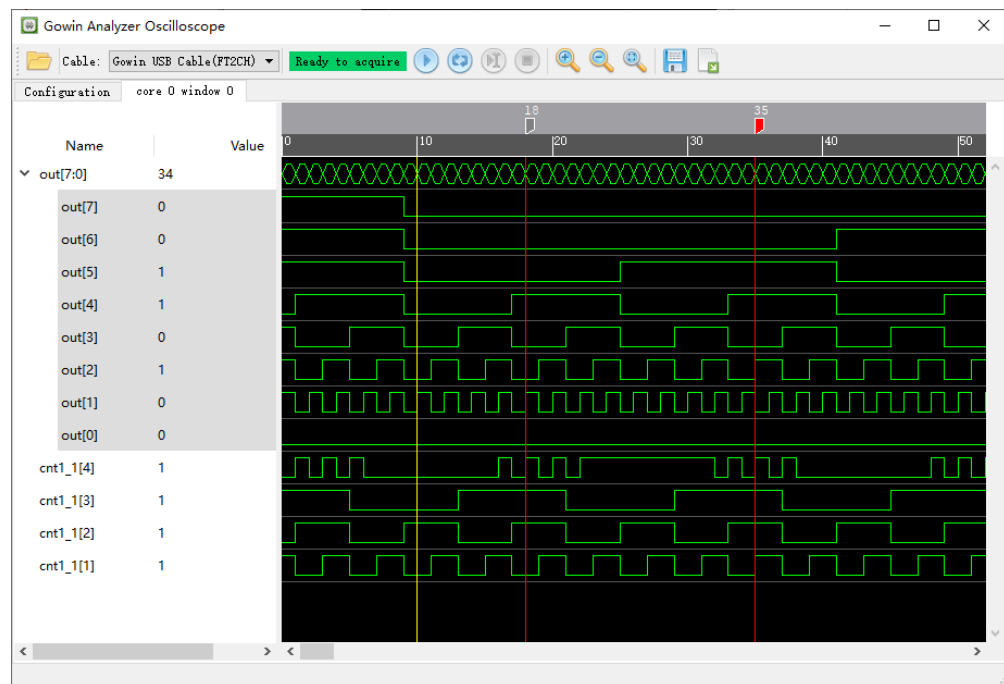 Gowin Analyzer Oscilloscope
Cable: Gowin USB Cable(FT2CH) Ready to acquire
Configuration core 0 window 0
18 35
Name Value 0 10 20 30 40 50
out[7:0] 34
out[7] 0
out[6] 0
out[5] 1
out[4] 1
out[3] 0
out[2] 1
out[1] 0
out[0] 0
cnt1_1[4] 1
cnt1_1[3] 1
cnt1_1[2] 1
cnt1_1[1] 1